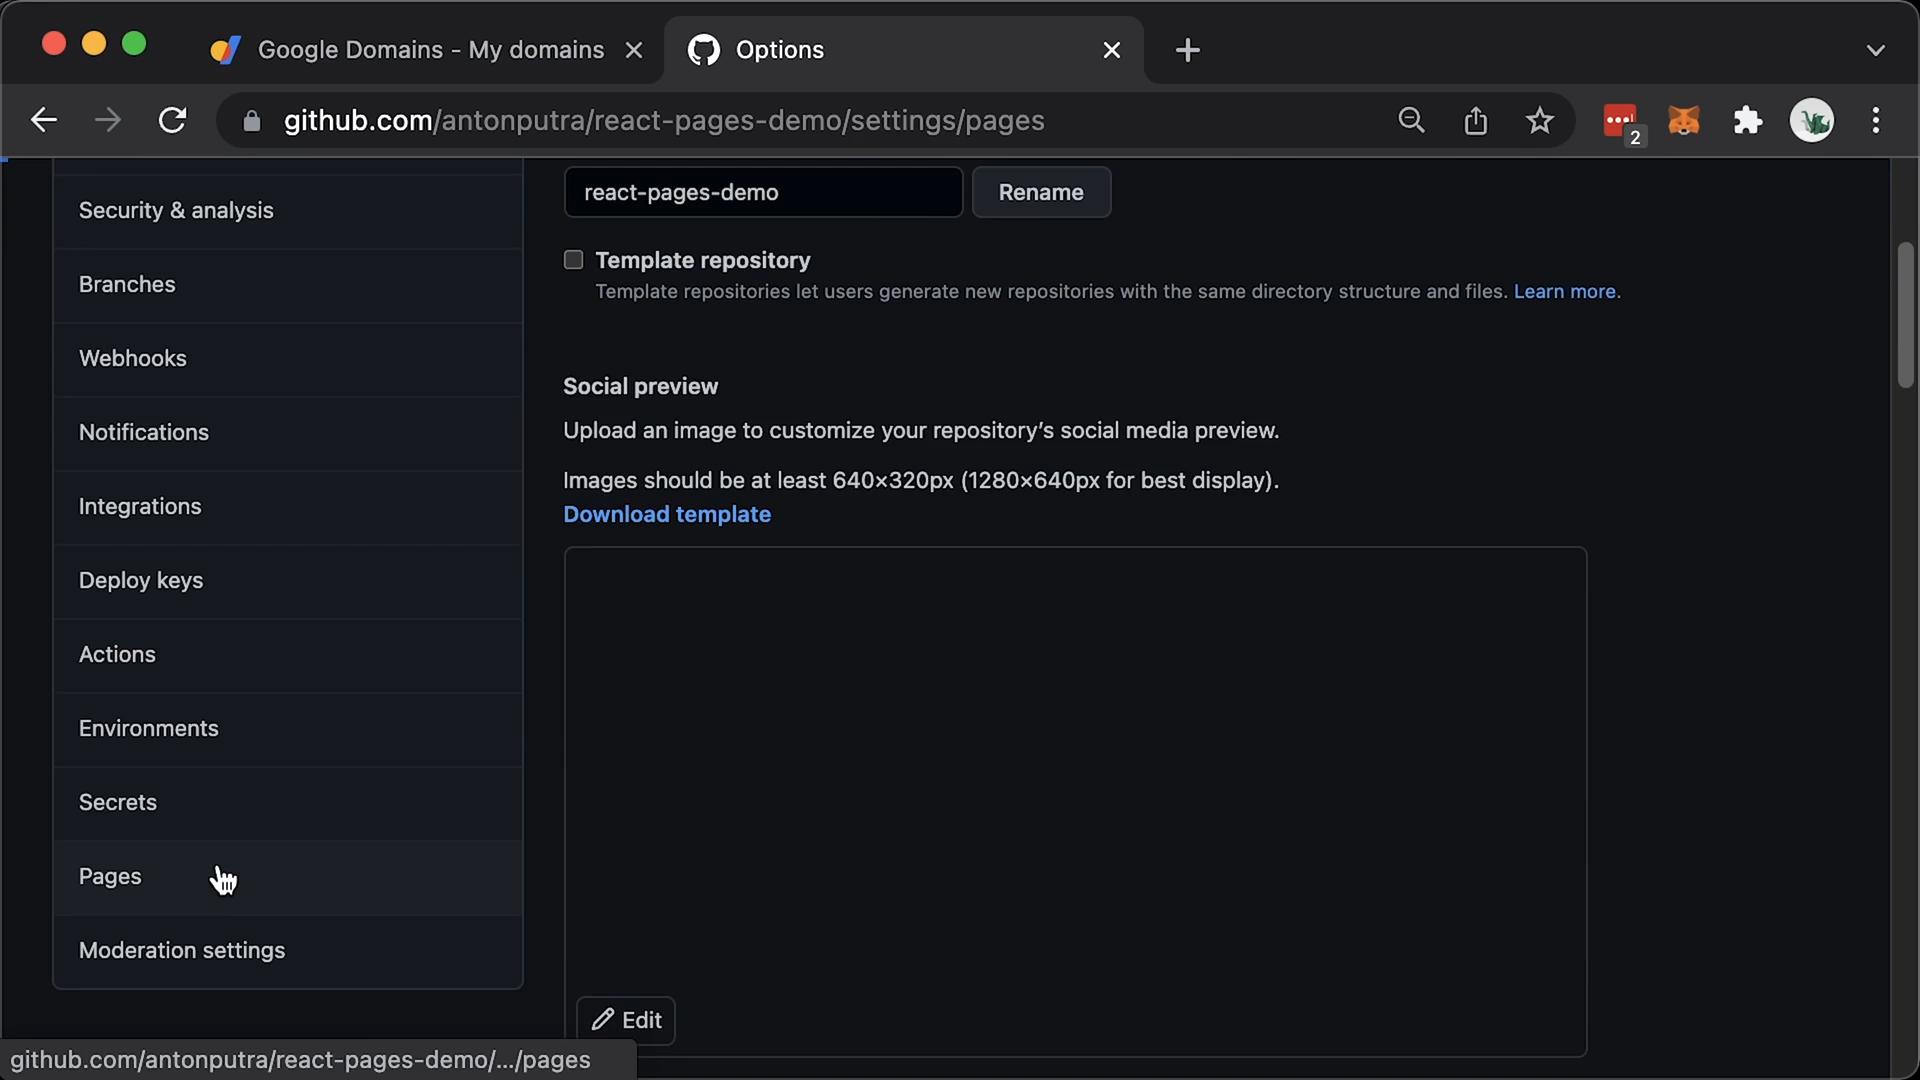 Google Domains - My domains
Options
github.com/antonputra/react-pages-demo/settings/pages
2
react-pages-demo
Rename
Security & analysis
Template repository
Template repositories let users generate new repositories with the same directory structure and files. Learn more.
Branches
Webhooks
Social preview
Upload an image to customize your repository's social media preview.
Notifications
Images should be at least 640×320px (1280×640px for best display).
Download template
Integrations
Deploy keys
Actions
Environments
Secrets
Pages
Moderation settings
Edit
github.com/antonputra/react-pages-demo/.../pages